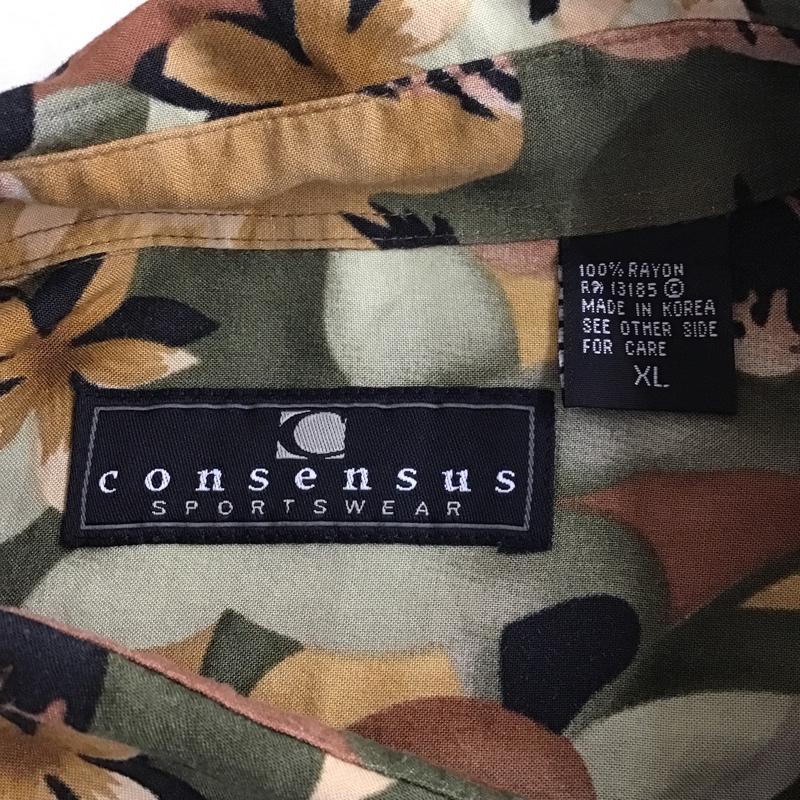 100% RAYON
RN 13185 ©
MADE IN KOREA
SEE OTHER SIDE
FOR CARE
XL
C
consensus
SPORTSWEAR